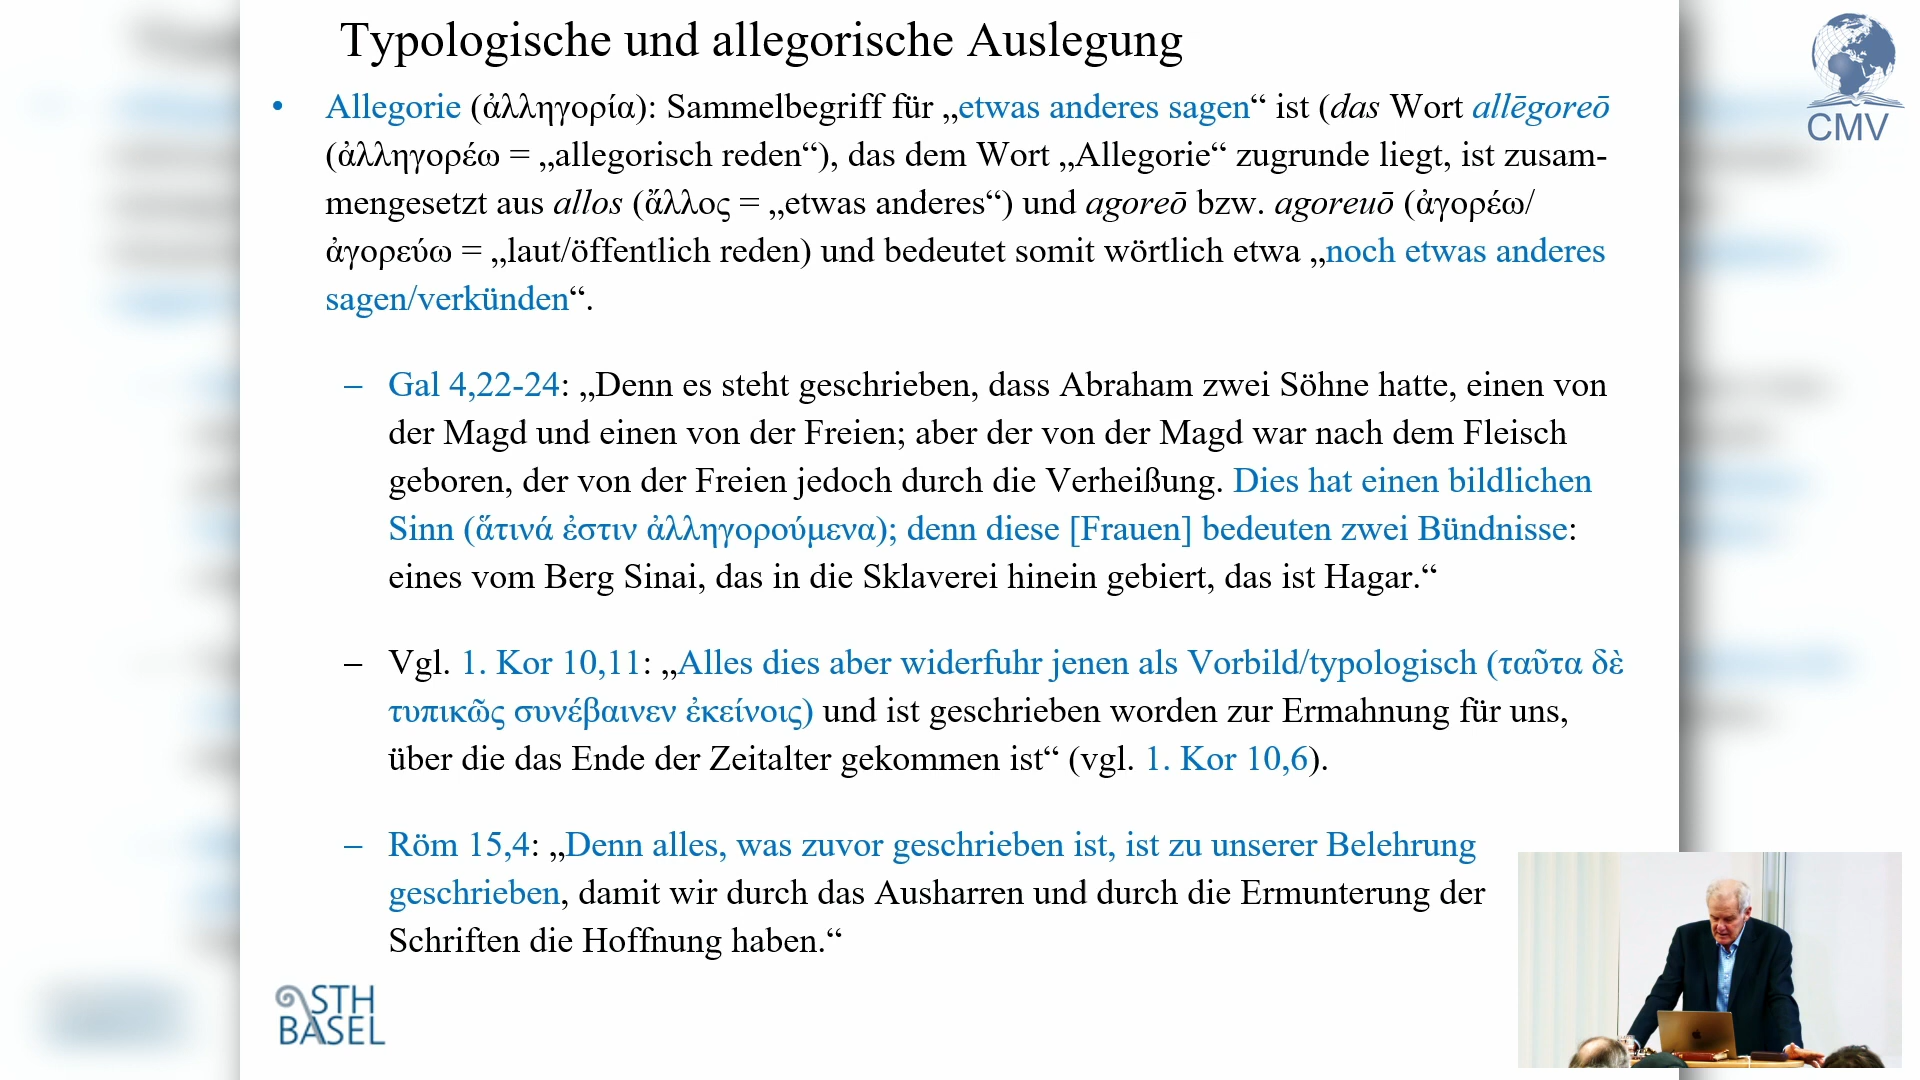 Typologische und allegorische Auslegung
• Allegorie (ἀλληγορία): Sammelbegriff für „etwas anderes sagen“ ist (das Wort allēgoreō
(ἀλληγορέω = „allegorisch reden“), das dem Wort „Allegorie“ zugrunde liegt, ist zusam-
mengesetzt aus allos (ἄλλος = „etwas anderes“) und agoreō bzw. agoreuō (ἀγορέω/
ἀγορεύω = „laut/öffentlich reden) und bedeutet somit wörtlich etwa „noch etwas anderes
sagen/verkünden“.
– Gal 4,22-24: „Denn es steht geschrieben, dass Abraham zwei Söhne hatte, einen von
der Magd und einen von der Freien; aber der von der Magd war nach dem Fleisch
geboren, der von der Freien jedoch durch die Verheißung. Dies hat einen bildlichen
Sinn (ἅτινά ἐστιν ἀλληγορούμενα); denn diese [Frauen] bedeuten zwei Bündnisse:
eines vom Berg Sinai, das in die Sklaverei hinein gebiert, das ist Hagar.“
– Vgl. 1. Kor 10,11: „Alles dies aber widerfuhr jenen als Vorbild/typologisch (ταῦτα δὲ
τυπικῶς συνέβαινεν ἐκείνοις) und ist geschrieben worden zur Ermahnung für uns,
über die das Ende der Zeitalter gekommen ist“ (vgl. 1. Kor 10,6).
– Röm 15,4: „Denn alles, was zuvor geschrieben ist, ist zu unserer Belehrung
geschrieben, damit wir durch das Ausharren und durch die Ermunterung der
Schriften die Hoffnung haben.“
STH
BASEL
CMV